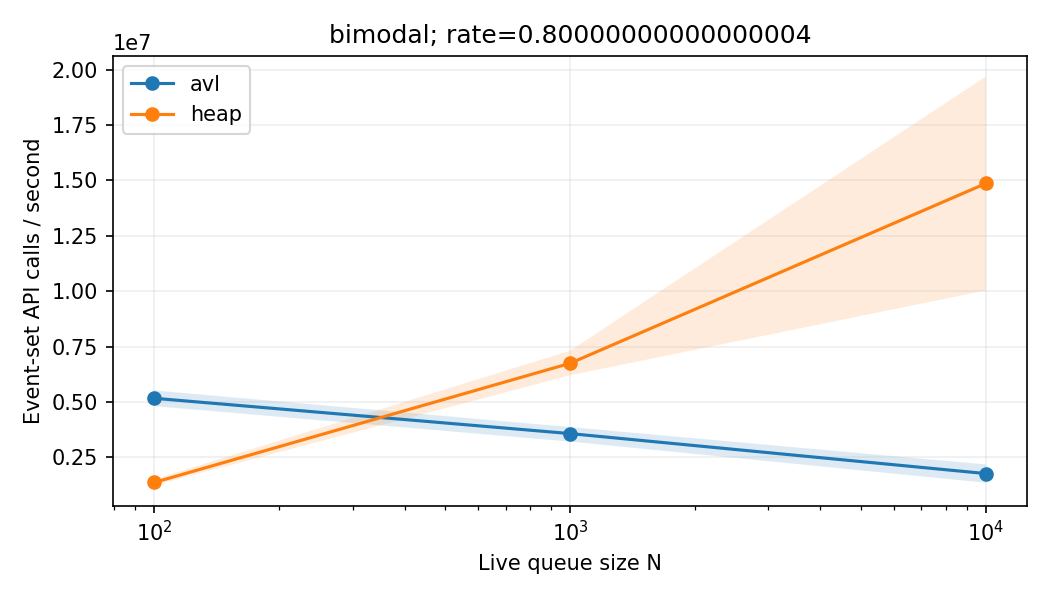 bimodal; rate=0.80000000000000004
1e7
2.00
1.75
1.50
1.25
1.00
0.75
0.50
0.25
Event-set API calls / second
avl
heap
10²
10³
10⁴
Live queue size N